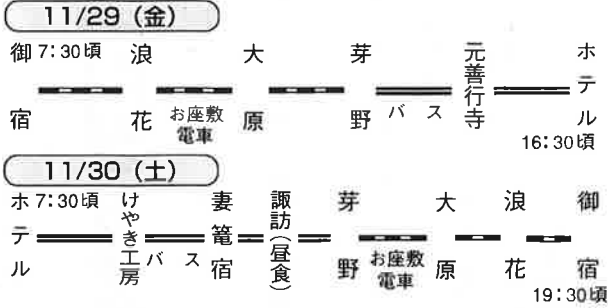 11/29（金）
御宿 7:30頃 浪花 お座敷電車 大原 芽野 バス 元善行寺 ホテル 16:30頃
11/30（土）
ホテル 7:30頃 けやき工房 バス 妻篭宿 諏訪（昼食） 芽野 お座敷電車 大原 浪花 御宿 19:30頃